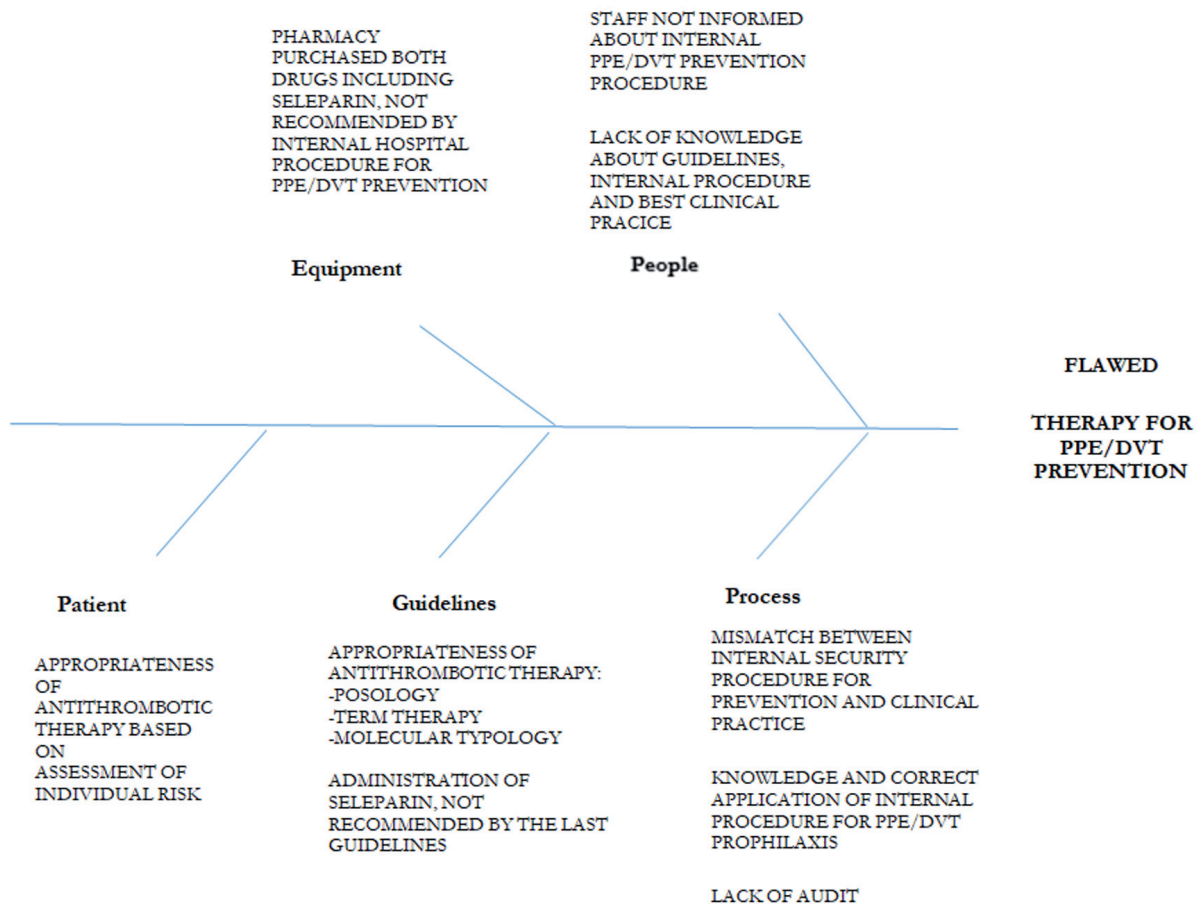 PHARMACY
PURCHASED BOTH
DRUGS INCLUDING
SELEPARIN, NOT
RECOMMENDED BY
INTERNAL HOSPITAL
PROCEDURE FOR
PPE/DVT PREVENTION
Equipment
STAFF NOT INFORMED
ABOUT INTERNAL
PPE/DVT PREVENTION
PROCEDURE
LACK OF KNOWLEDGE
ABOUT GUIDELINES,
INTERNAL PROCEDURE
AND BEST CLINICAL
PRACICE
People
FLAWED
THERAPY FOR
PPE/DVT
PREVENTION
Patient
APPROPRIATENESS
OF
ANTITHROMBOTIC
THERAPY BASED
ON
ASSESSMENT OF
INDIVIDUAL RISK
Guidelines
APPROPRIATENESS OF
ANTITHROMBOTIC THERAPY:
-POSOLOGY
-TERM THERAPY
-MOLECULAR TYPOLOGY
ADMINISTRATION OF
SELEPARIN, NOT
RECOMMENDED BY THE LAST
GUIDELINES
Process
MISMATCH BETWEEN
INTERNAL SECURITY
PROCEDURE FOR
PREVENTION AND CLINICAL
PRACTICE
KNOWLEDGE AND CORRECT
APPLICATION OF INTERNAL
PROCEDURE FOR PPE/DVT
PROPHILAXIS
LACK OF AUDIT